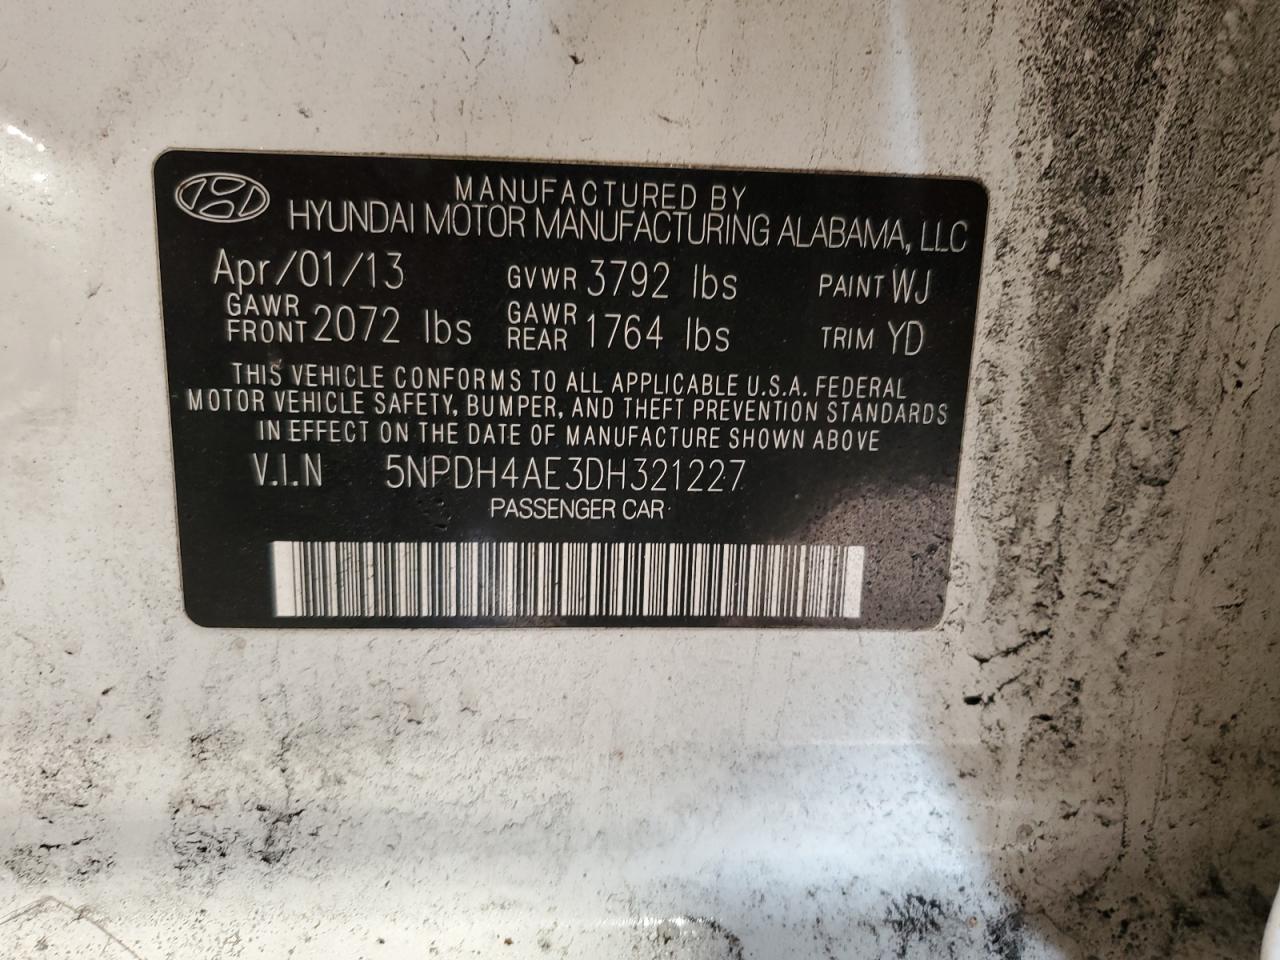 MANUFACTURED BY
HYUNDAI MOTOR MANUFACTURING ALABAMA, LLC
Apr/01/13 GVWR 3792 lbs PAINT WJ
GAWR FRONT 2072 lbs GAWR REAR 1764 lbs TRIM YD
THIS VEHICLE CONFORMS TO ALL APPLICABLE U.S.A. FEDERAL
MOTOR VEHICLE SAFETY, BUMPER, AND THEFT PREVENTION STANDARDS
IN EFFECT ON THE DATE OF MANUFACTURE SHOWN ABOVE
V.I.N 5NPDH4AE3DH321227
PASSENGER CAR